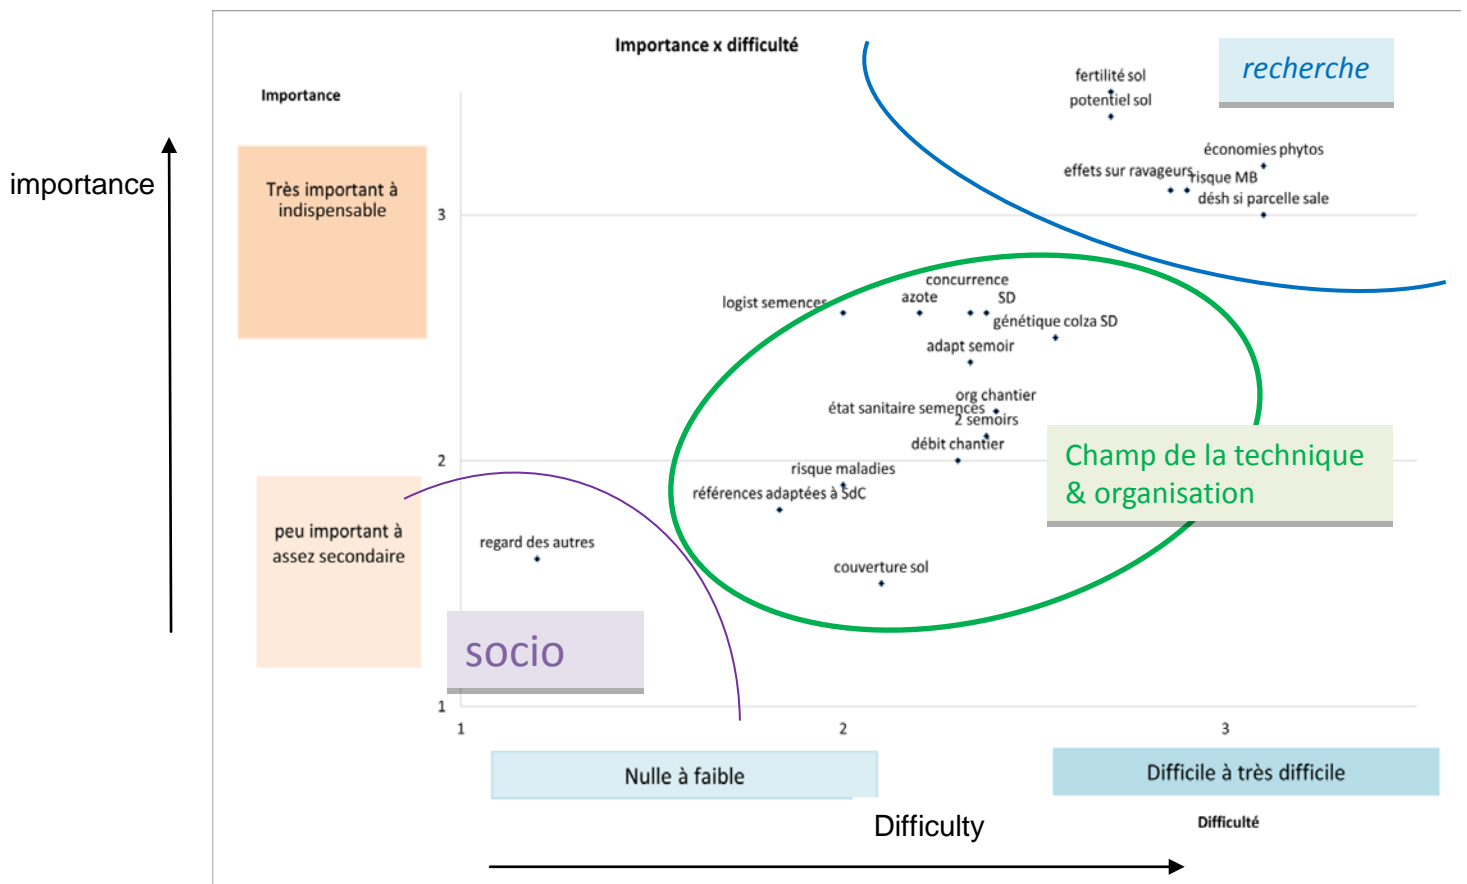 Importance x difficulté
recherche
fertilité sol
potentiel sol
Importance
économies phytos
importance
effets sur ravageurs
risque MB
Très important à
indispensable
désh si parcelle sale
3
concurrence
logist semences
azote
SD
génétique colza SD
adapt semoir
org chantier
état sanitaire semences
2 semoirs
débit chantier
Champ de la technique
& organisation
2
risque maladies
références adaptées à SdC
peu important à
assez secondaire
regard des autres
couverture sol
socio
1
1
2
3
Nulle à faible
Difficile à très difficile
Difficulty
Difficulté